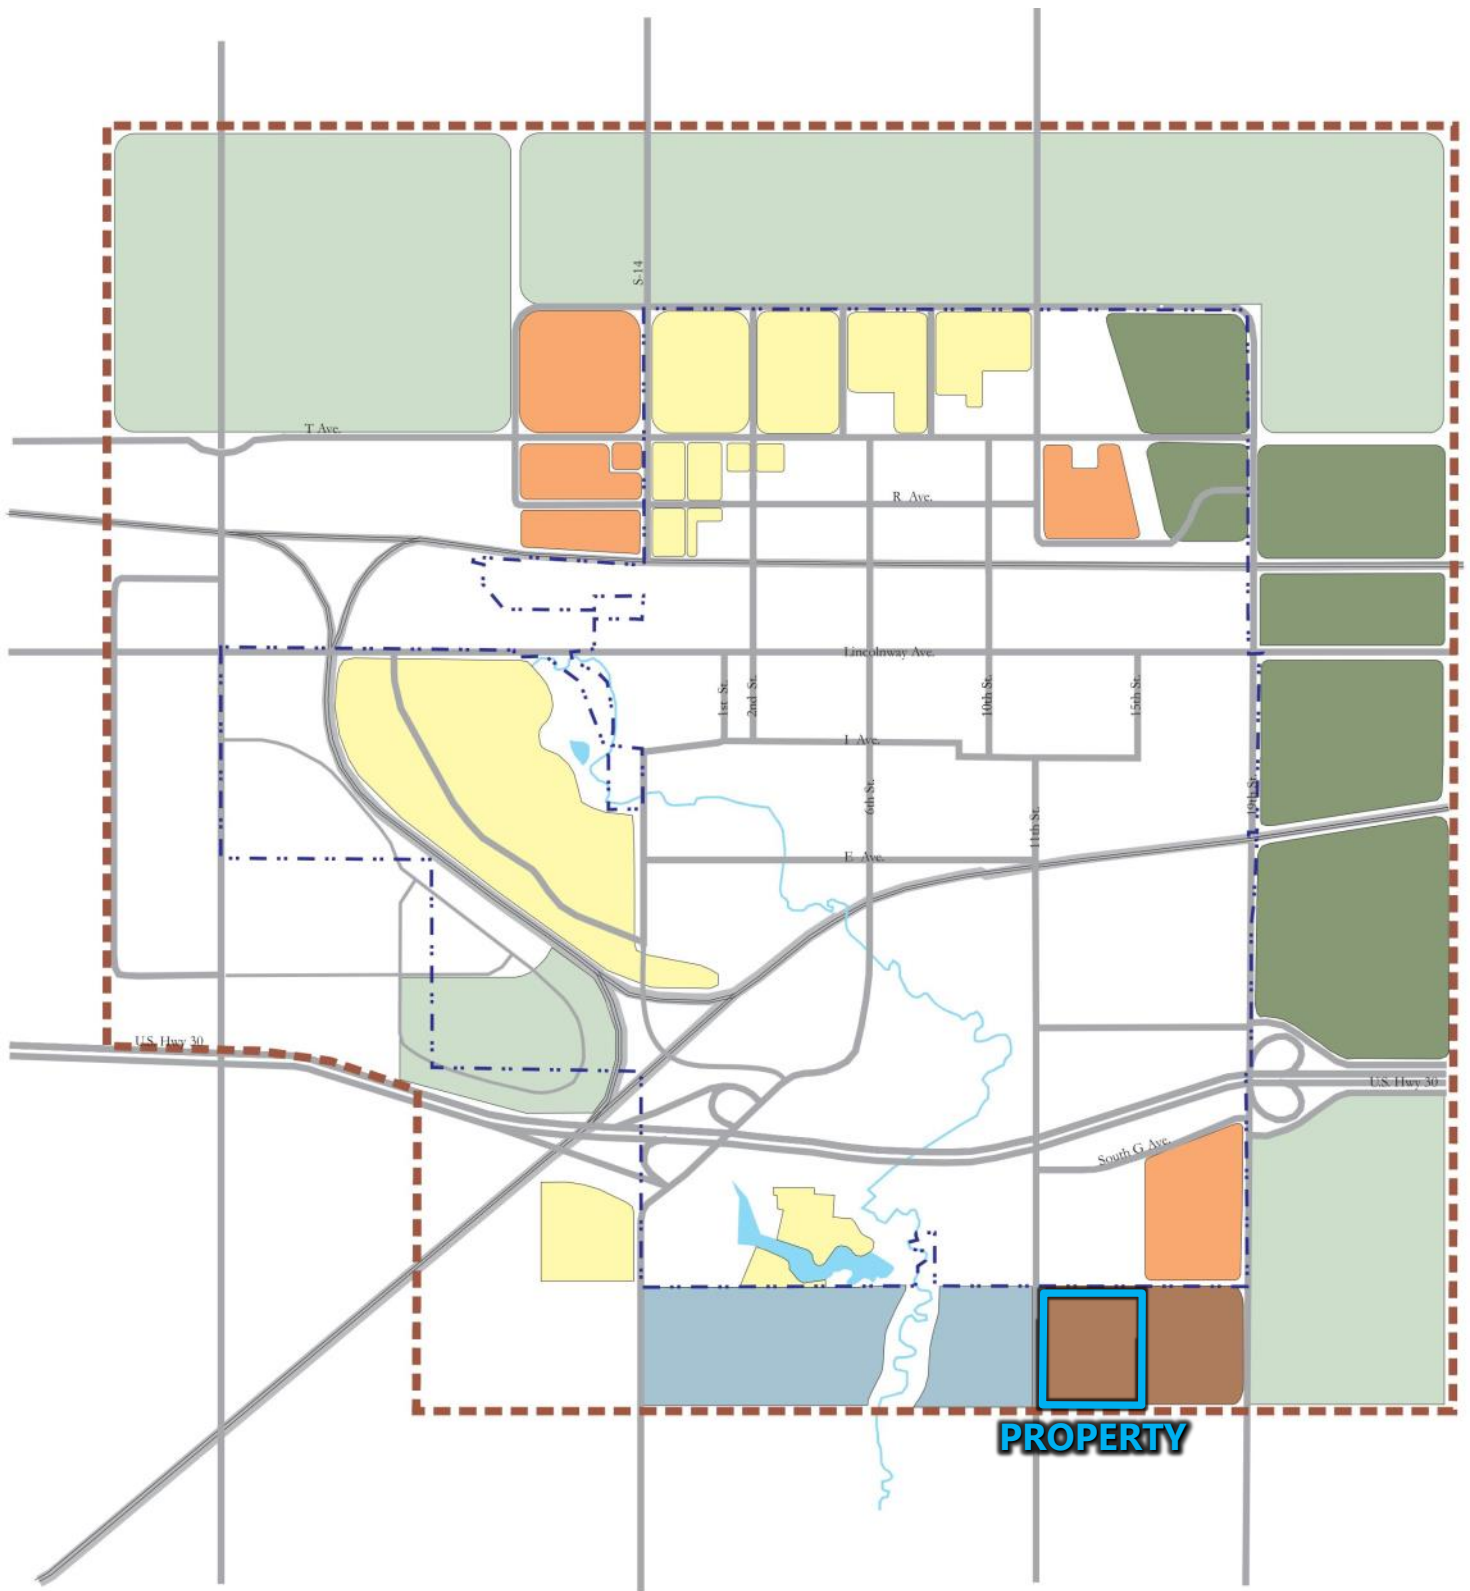 S-14
T Ave.
R Ave.
Lincolnway Ave.
1st St.
2nd St.
10th St.
15th St.
I Ave.
6th St.
19th St.
11th St.
E Ave.
U.S. Hwy 30
U.S. Hwy 30
South G Ave.
PROPERTY